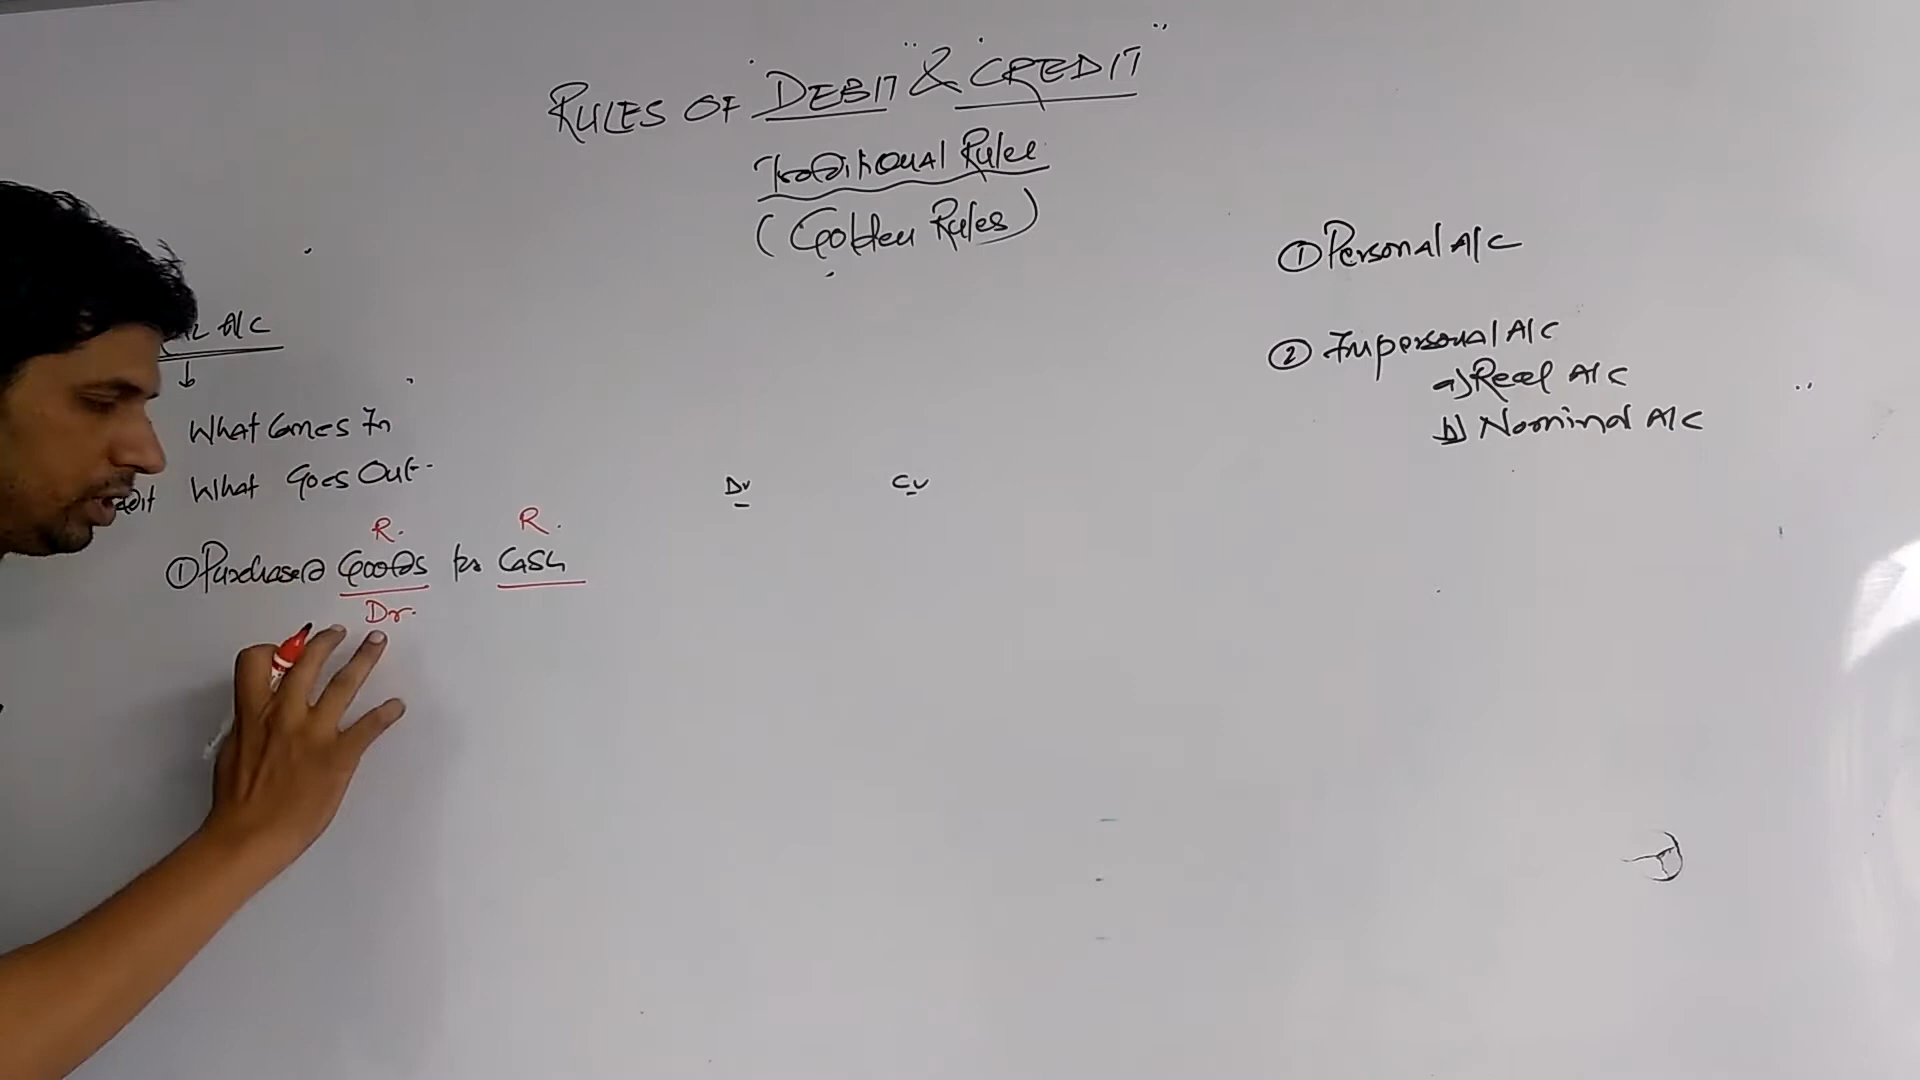 RULES OF "DEBIT" & "CREDIT"
Traditional Rules
(Golden Rules)
① Personal A/C
② Impersonal A/C
a) Real A/C
b) Nominal A/C
A/C
What Comes In
What Goes Out.
Dr Cr
R. R.
① Purchased Goods for Cash
Dr.